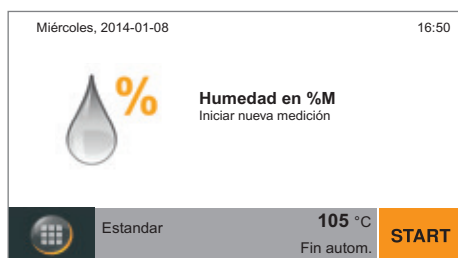 Miércoles, 2014-01-08 16:50
%
Humedad en %M
Iniciar nueva medición
Estandar 105 °C
Fin autom.
START